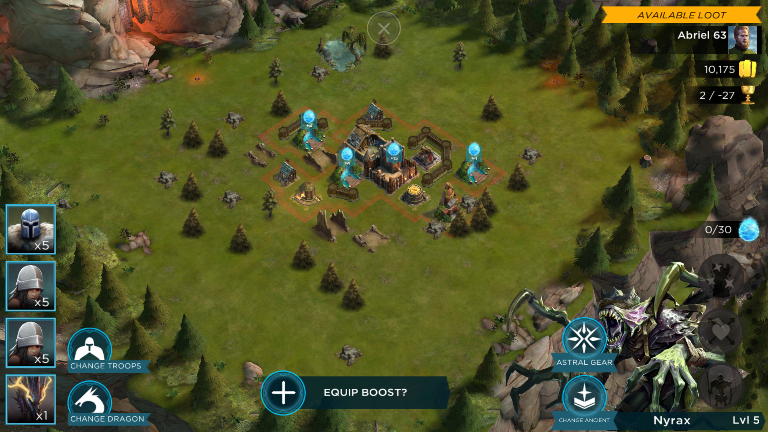 AVAILABLE LOOT
Abriel 63
10,175
2 / -27
0/30
x5
x5
x5
x1
CHANGE TROOPS
CHANGE DRAGON
EQUIP BOOST?
ASTRAL GEAR
CHANGE ANCIENT
Nyrax Lvl 5